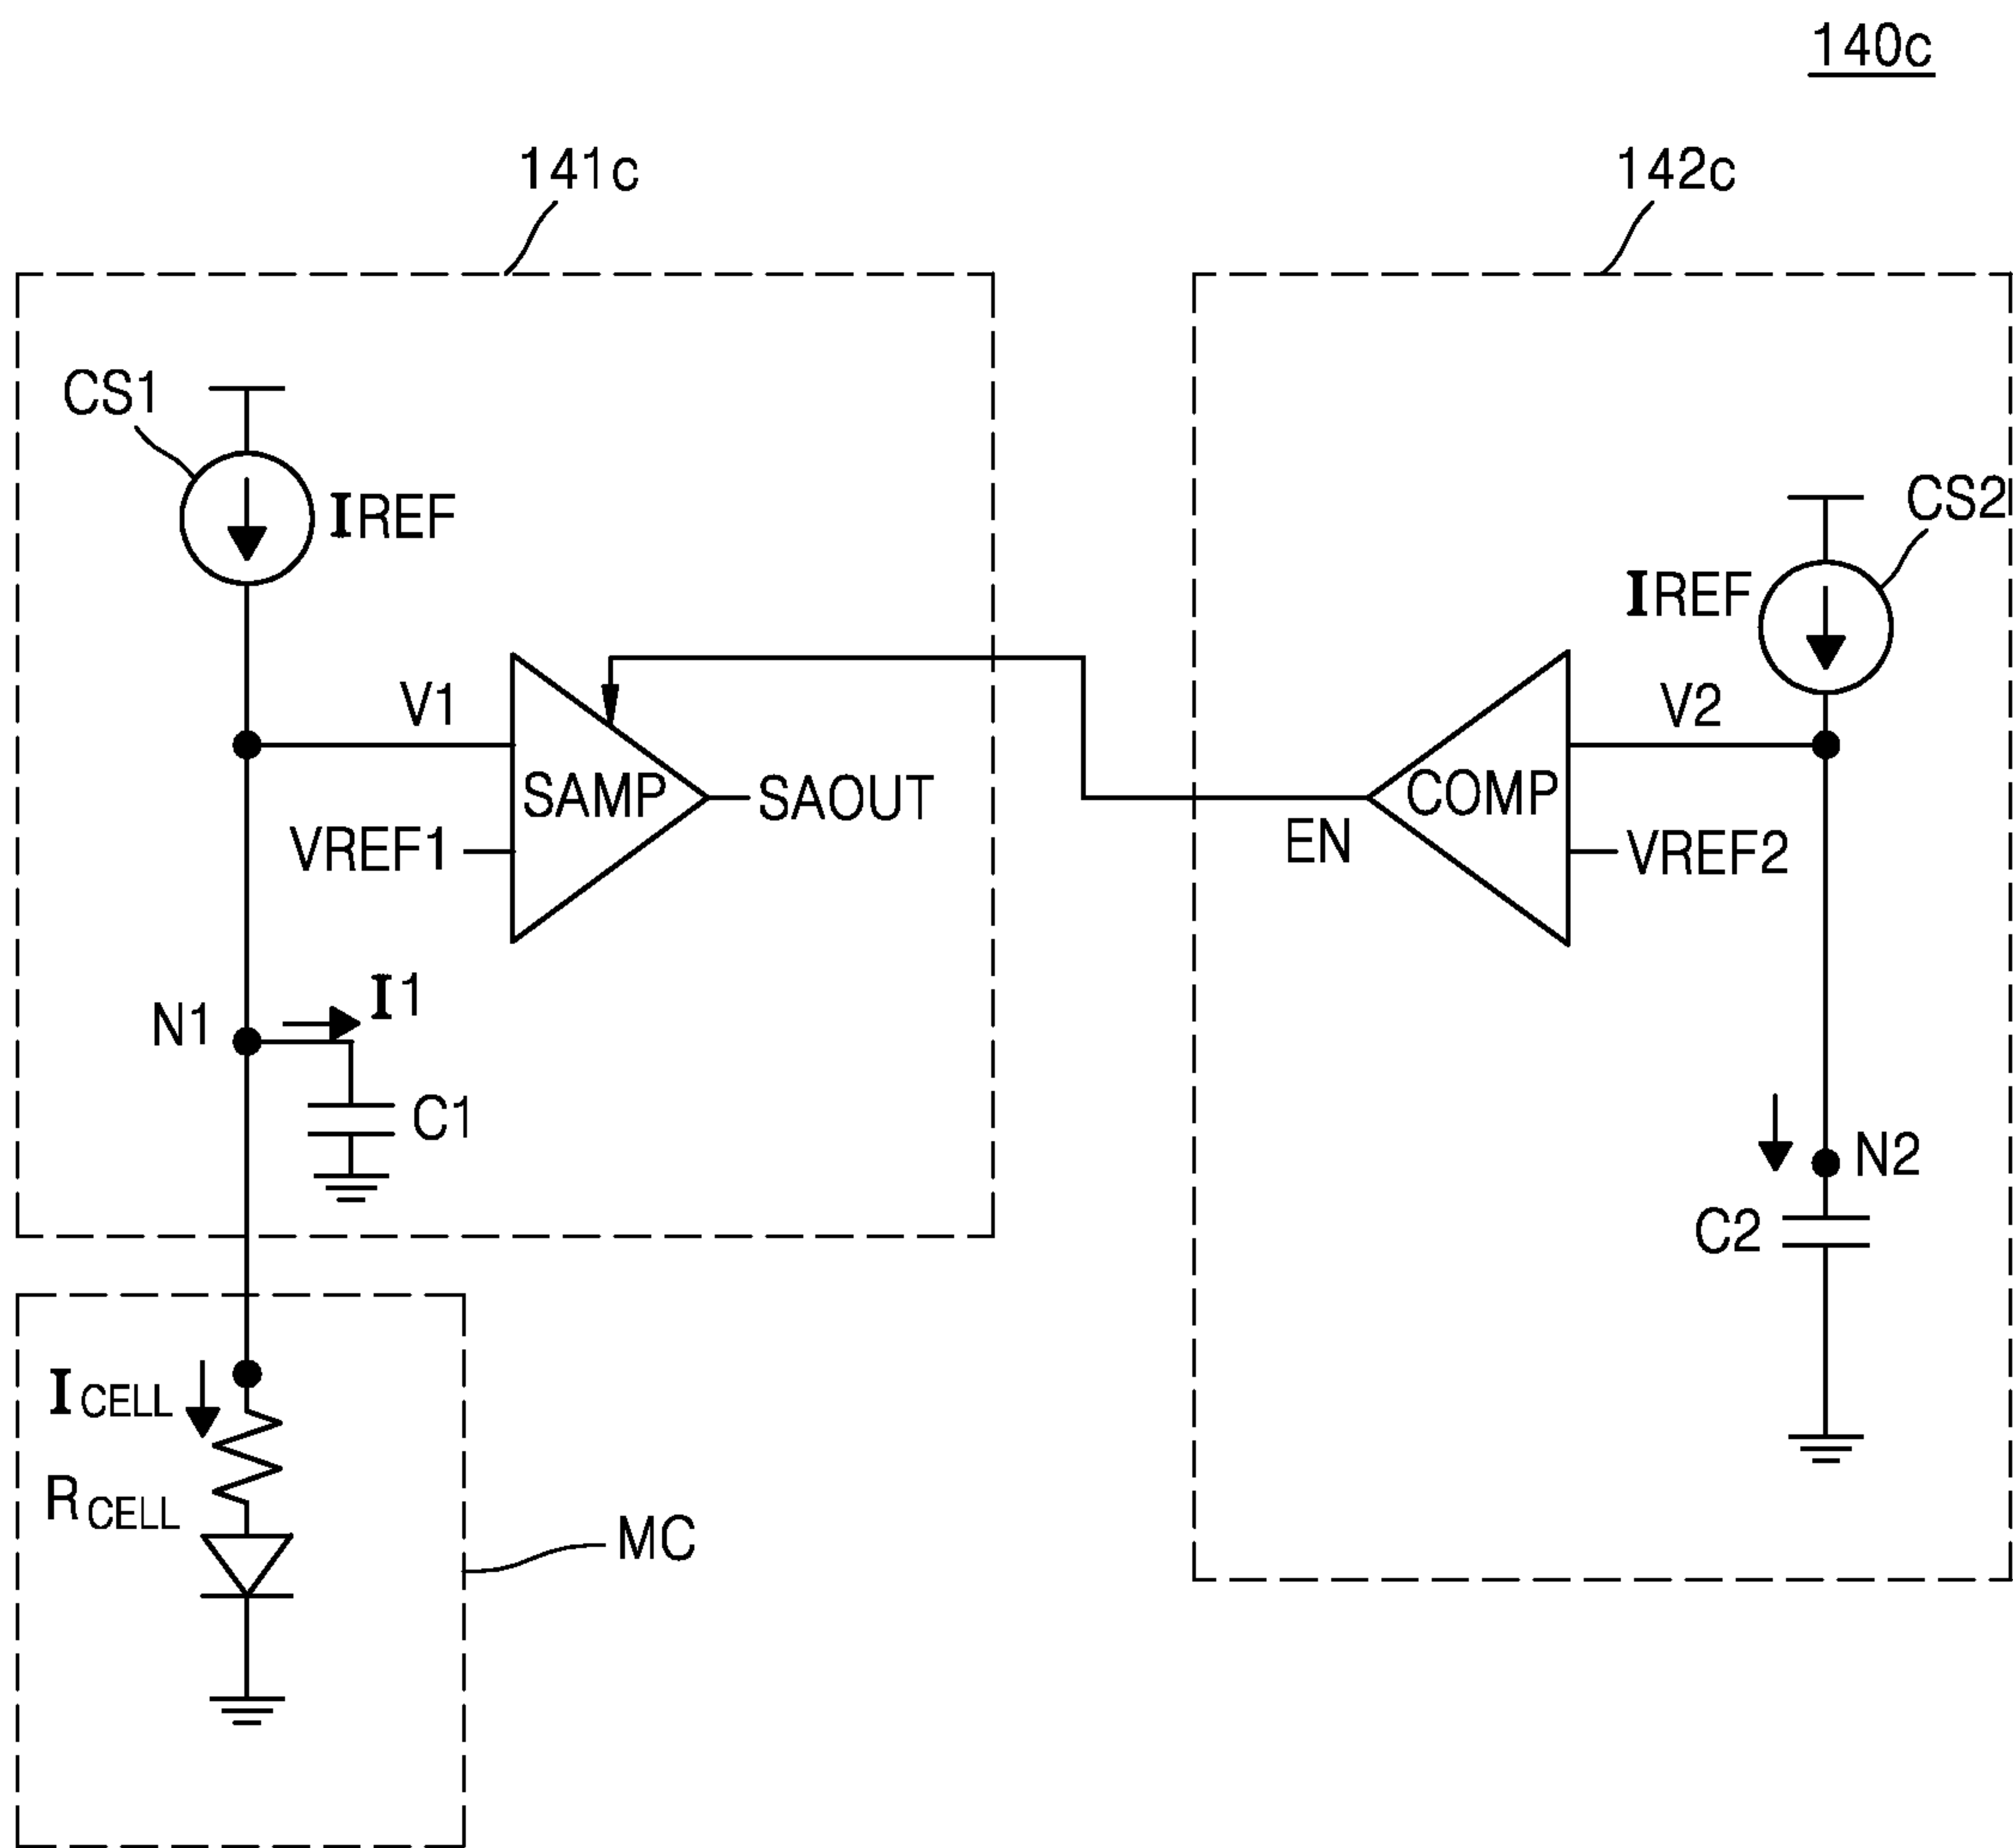 140c
141c
142c
CS1
IREF
CS2
IREF
V1
V2
SAMP
SAOUT
COMP
VREF1
EN
VREF2
I1
N1
C1
N2
C2
ICELL
RCELL
MC